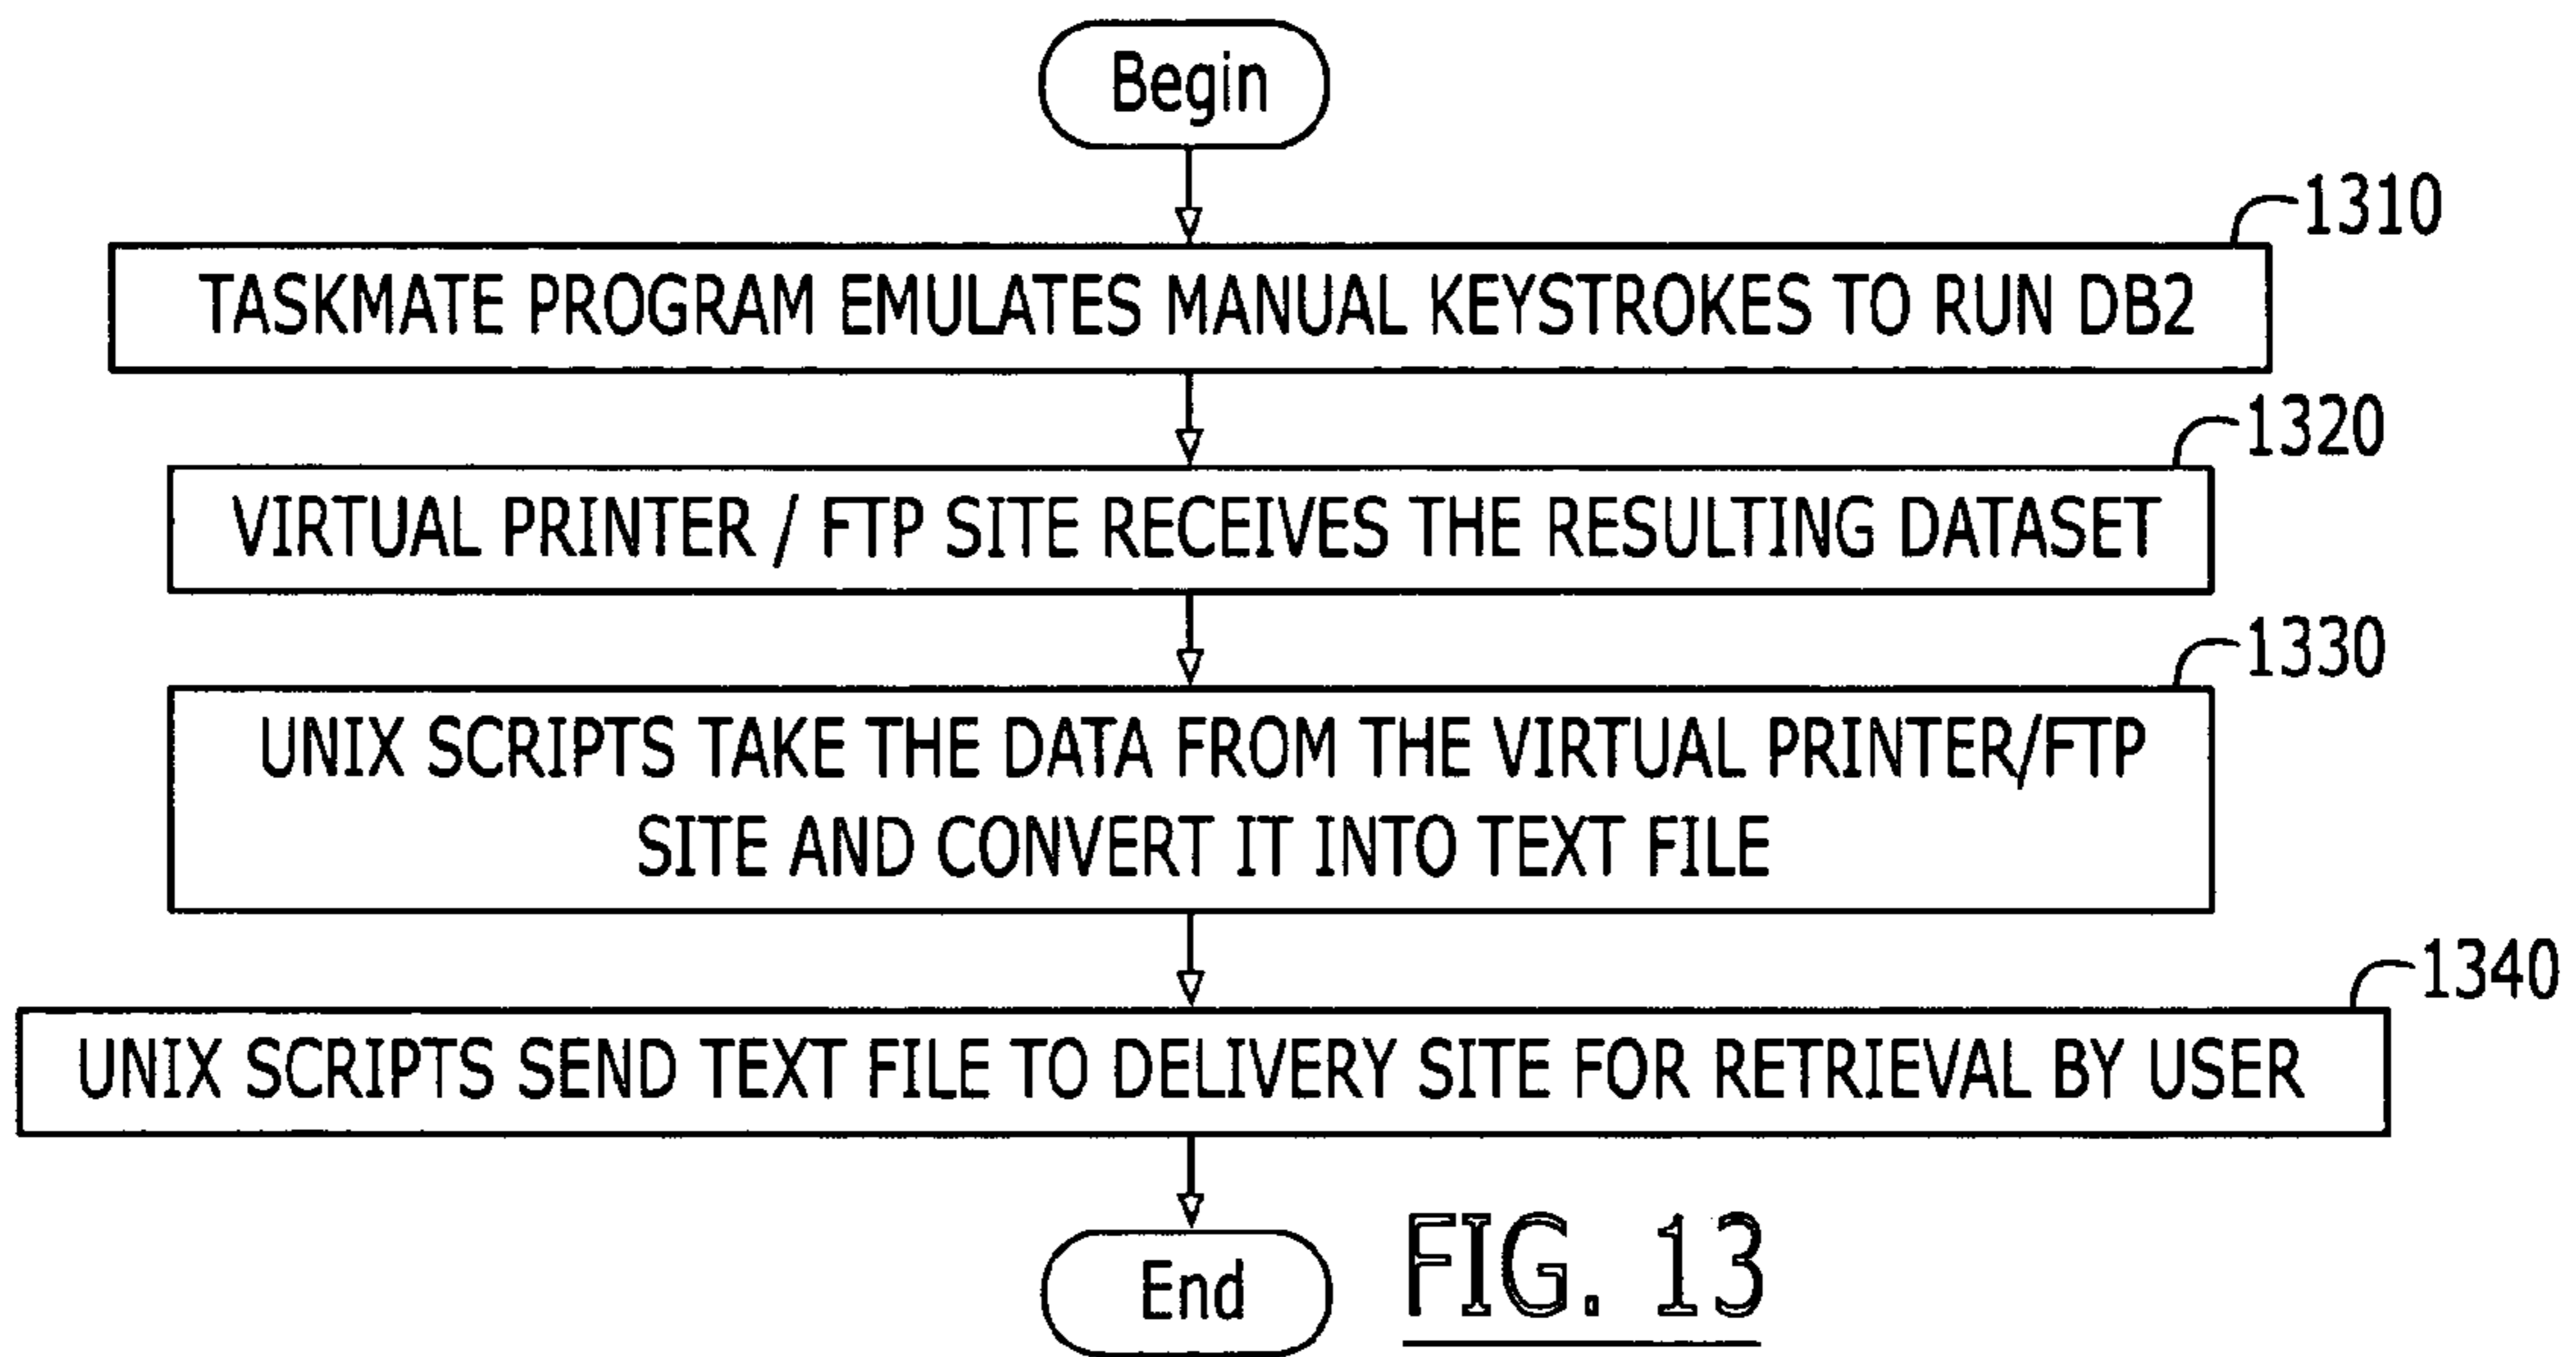 Begin
1310
TASKMATE PROGRAM EMULATES MANUAL KEYSTROKES TO RUN DB2
1320
VIRTUAL PRINTER / FTP SITE RECEIVES THE RESULTING DATASET
1330
UNIX SCRIPTS TAKE THE DATA FROM THE VIRTUAL PRINTER/FTP
SITE AND CONVERT IT INTO TEXT FILE
1340
UNIX SCRIPTS SEND TEXT FILE TO DELIVERY SITE FOR RETRIEVAL BY USER
End
FIG. 13